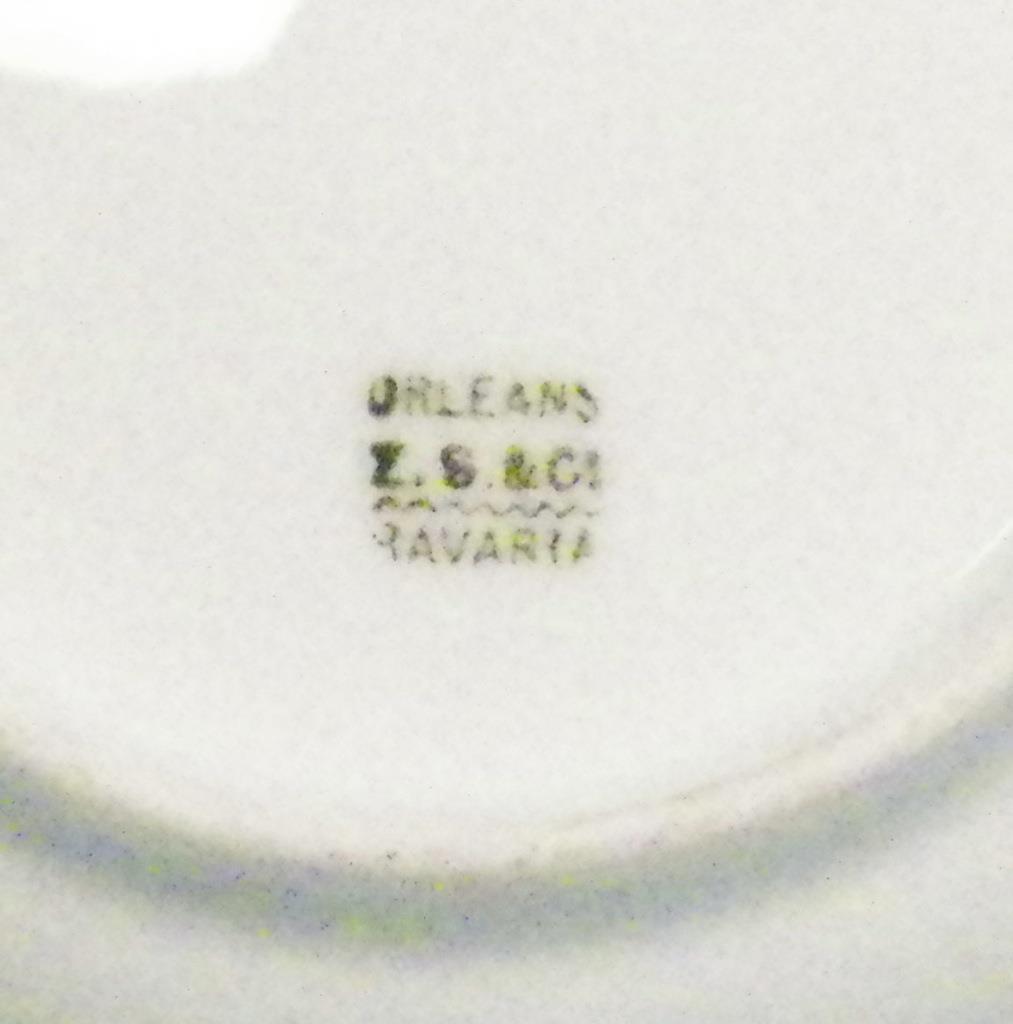 ORLEANS
Z. S. & Co
BAVARIA